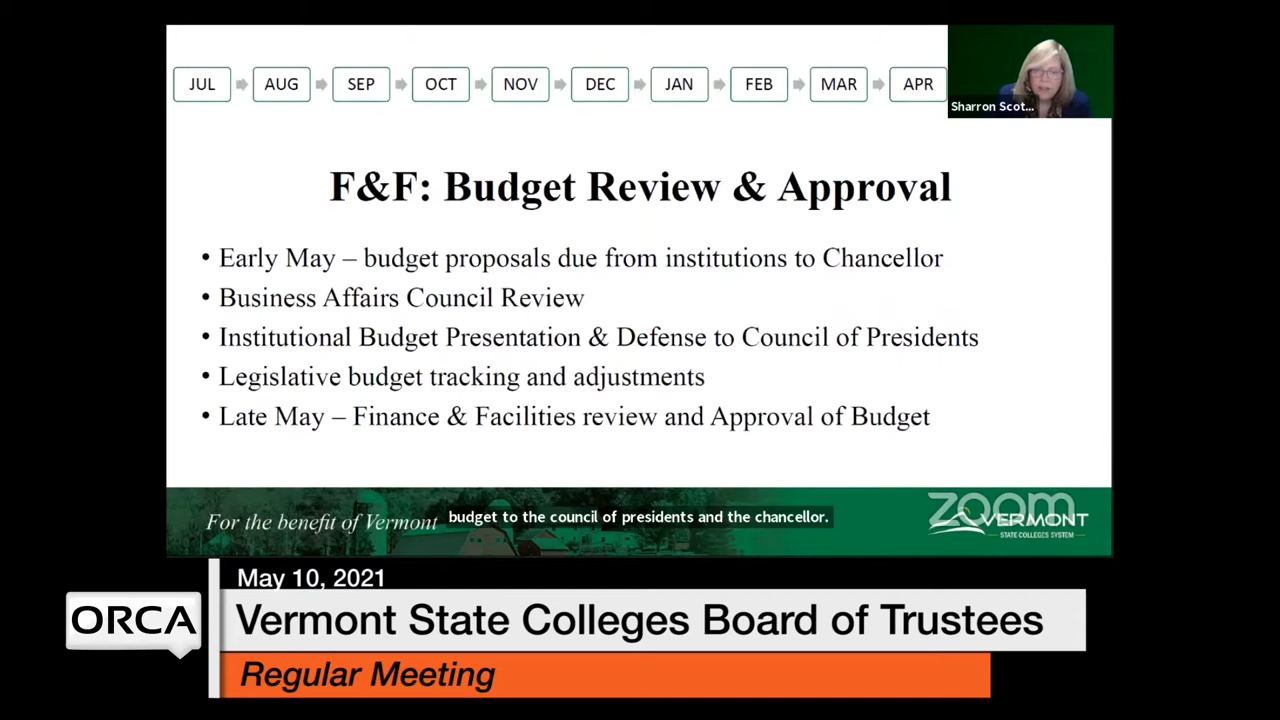 JUL AUG SEP OCT NOV DEC JAN FEB MAR APR
Sharron Scot...
F&F: Budget Review & Approval
• Early May – budget proposals due from institutions to Chancellor
• Business Affairs Council Review
• Institutional Budget Presentation & Defense to Council of Presidents
• Legislative budget tracking and adjustments
• Late May – Finance & Facilities review and Approval of Budget
For the benefit of Vermont
budget to the council of presidents and the chancellor.
zoom
VERMONT
STATE COLLEGES SYSTEM
May 10, 2021
ORCA
Vermont State Colleges Board of Trustees
Regular Meeting